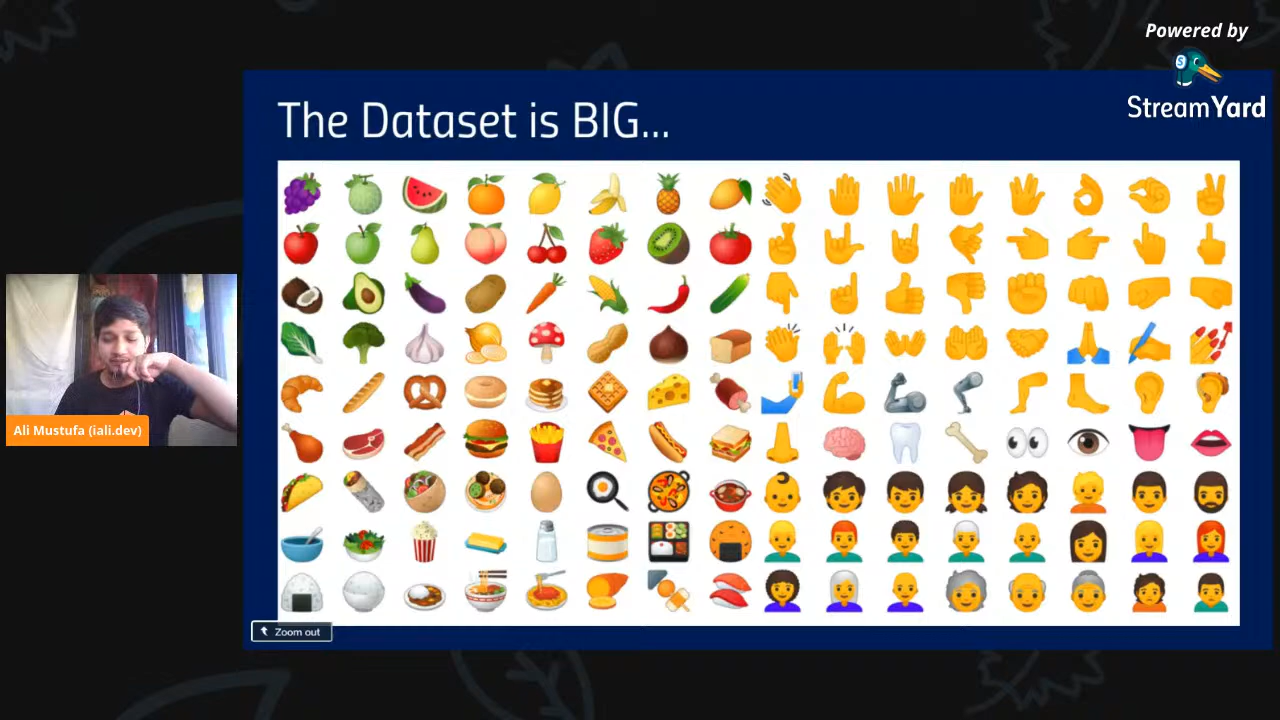 Powered by
StreamYard
The Dataset is BIG...
Ali Mustufa (iali.dev)
Zoom out